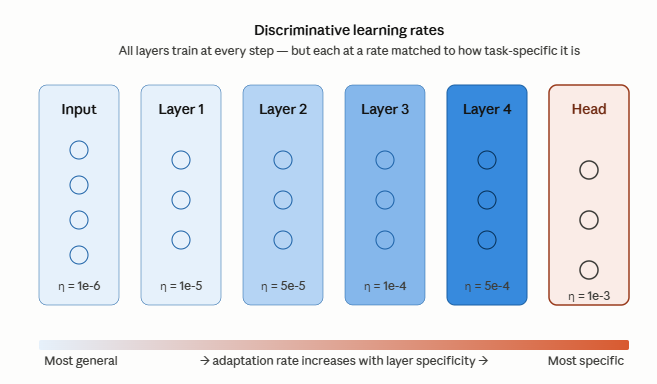 Discriminative learning rates
All layers train at every step — but each at a rate matched to how task-specific it is
Input
Layer 1
Layer 2
Layer 3
Layer 4
Head
η = 1e-6
η = 1e-5
η = 5e-5
η = 1e-4
η = 5e-4
η = 1e-3
Most general
→ adaptation rate increases with layer specificity →
Most specific